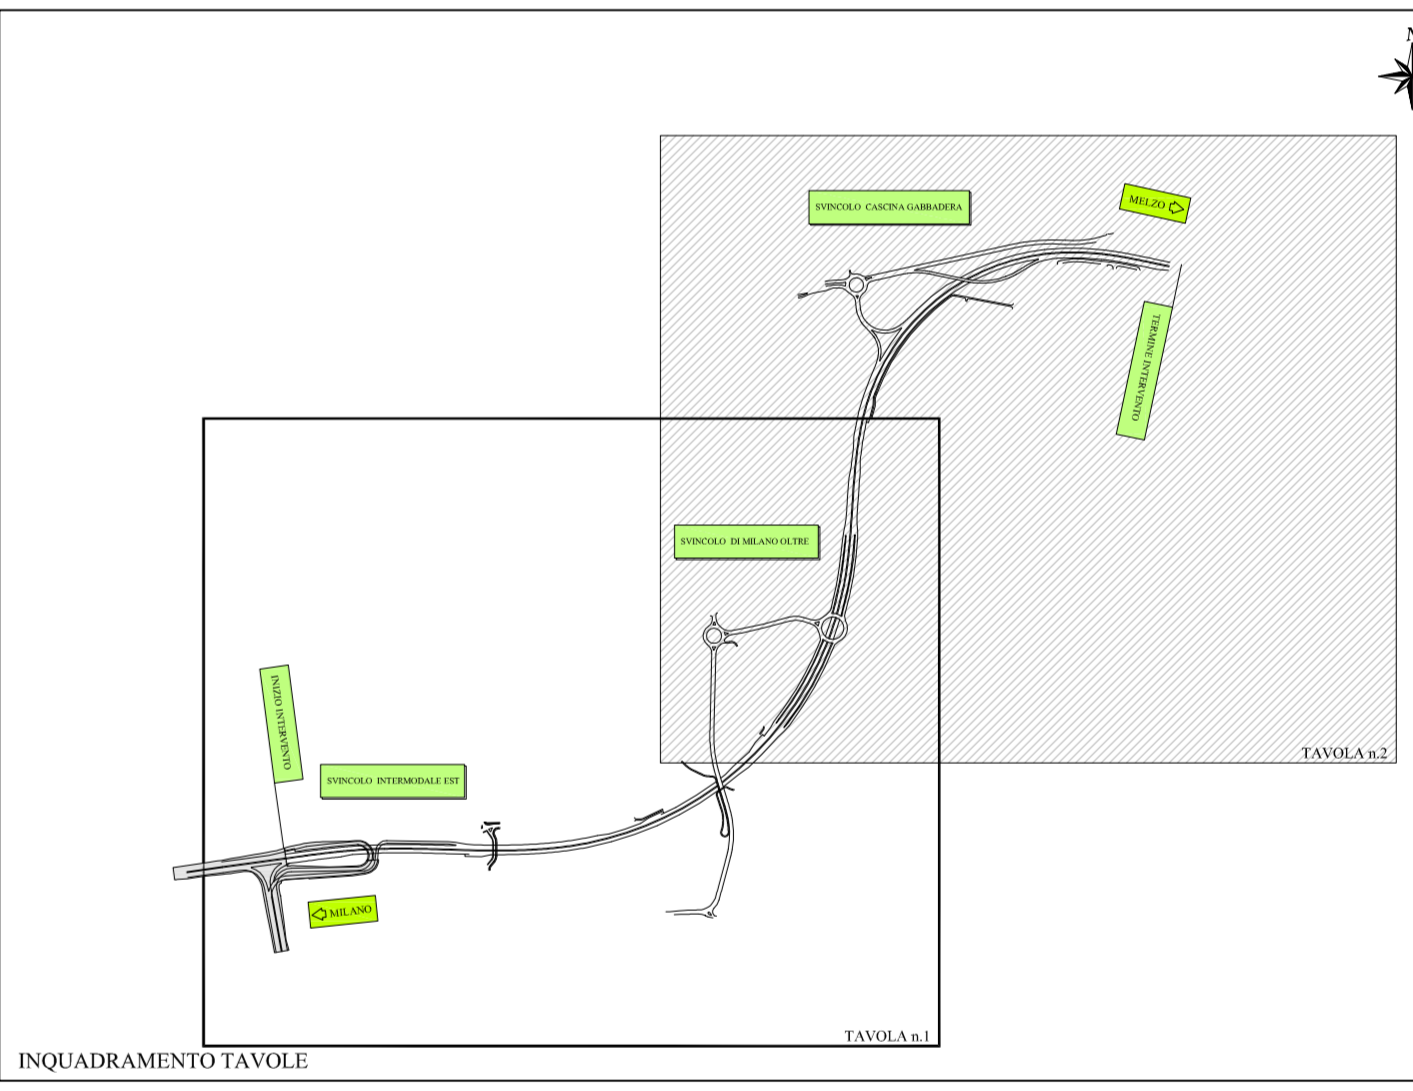 N
SVINCOLO CASCINA GABBADERA
MELZO
TERMINE INTERVENTO
SVINCOLO DI MILANO OLTRE
INIZIO INTERVENTO
SVINCOLO INTERMODALE EST
TAVOLA n.2
MILANO
TAVOLA n.1
INQUADRAMENTO TAVOLE